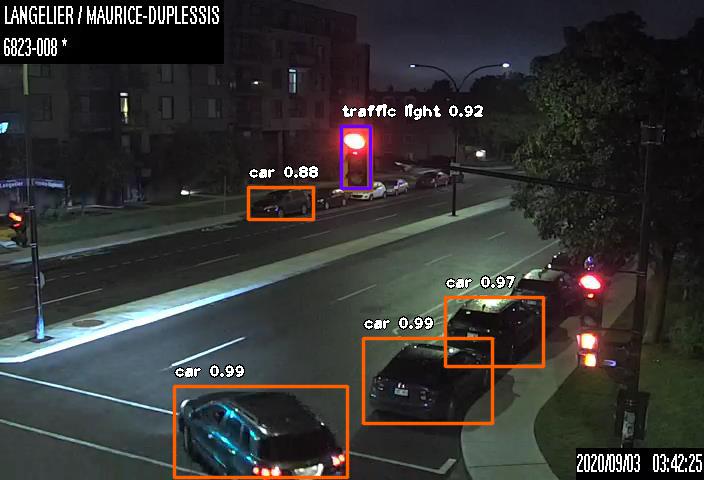 LANGELIER / MAURICE-DUPLESSIS
6823-008 *
traffic light 0.92
car 0.88
car 0.97
car 0.99
car 0.99
Langelier
2020/09/03 03:42:25